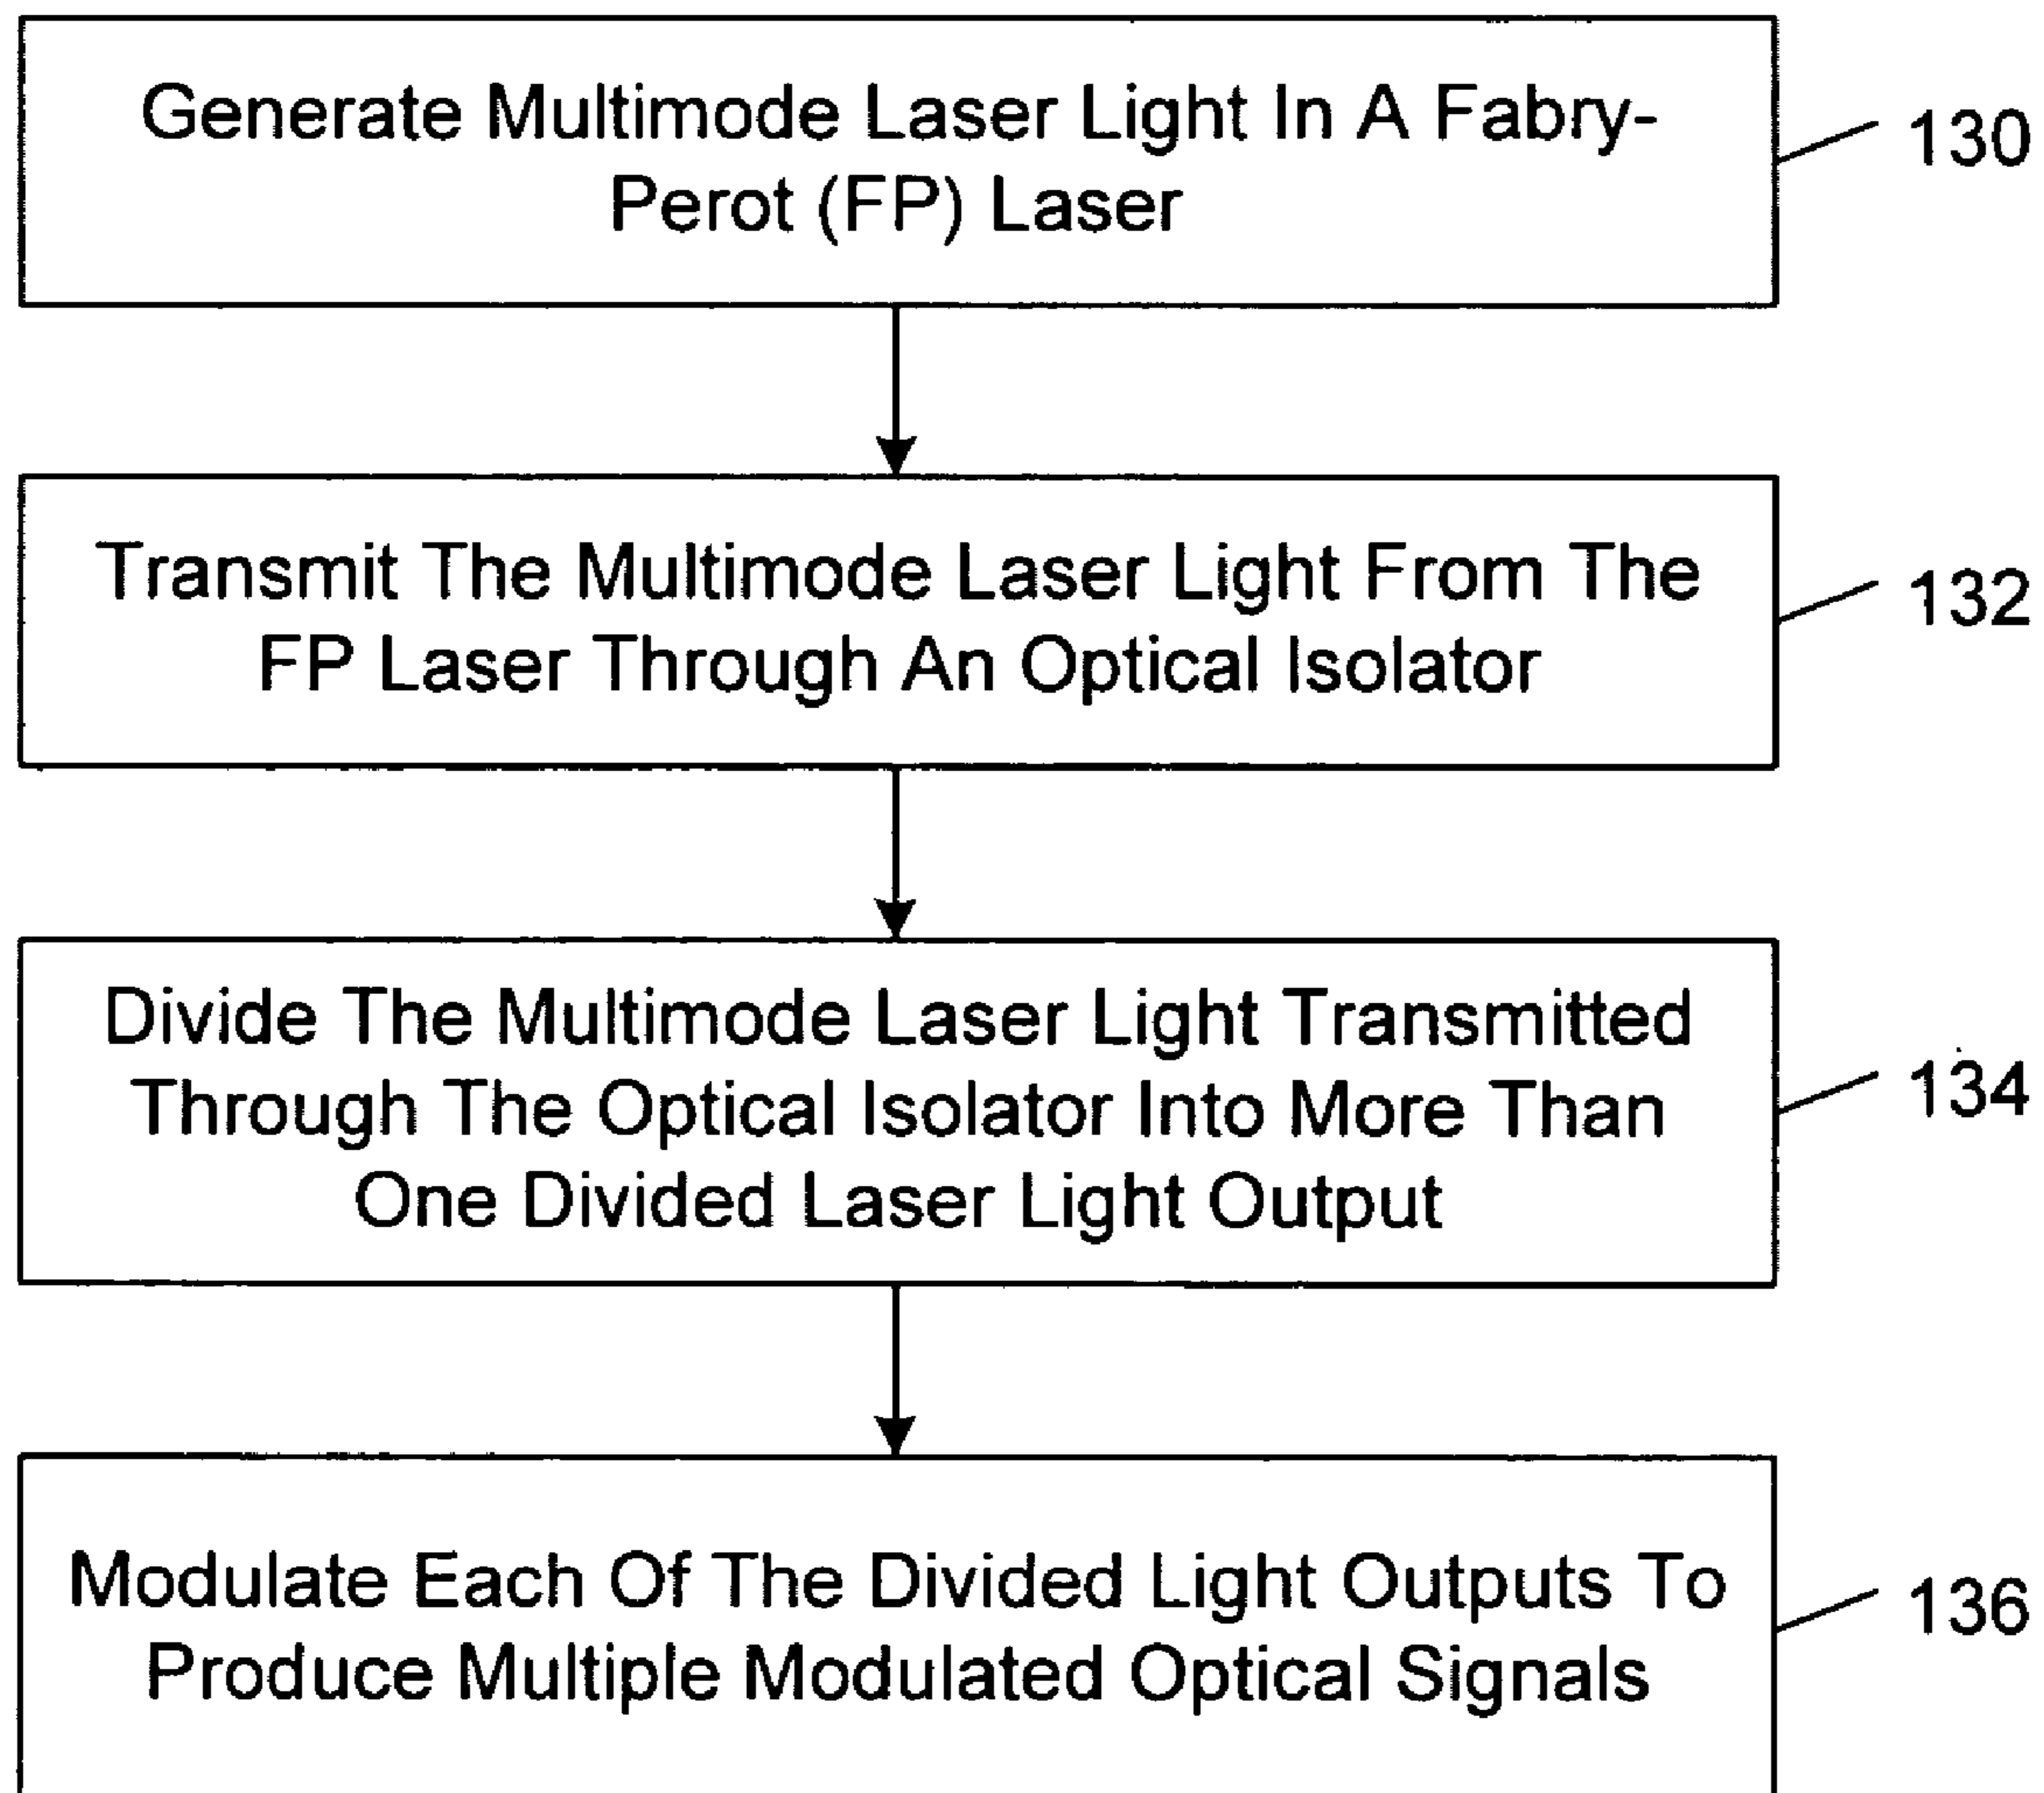 Generate Multimode Laser Light In A Fabry-
Perot (FP) Laser
130
Transmit The Multimode Laser Light From The
FP Laser Through An Optical Isolator
132
Divide The Multimode Laser Light Transmitted
Through The Optical Isolator Into More Than
One Divided Laser Light Output
134
Modulate Each Of The Divided Light Outputs To
Produce Multiple Modulated Optical Signals
136